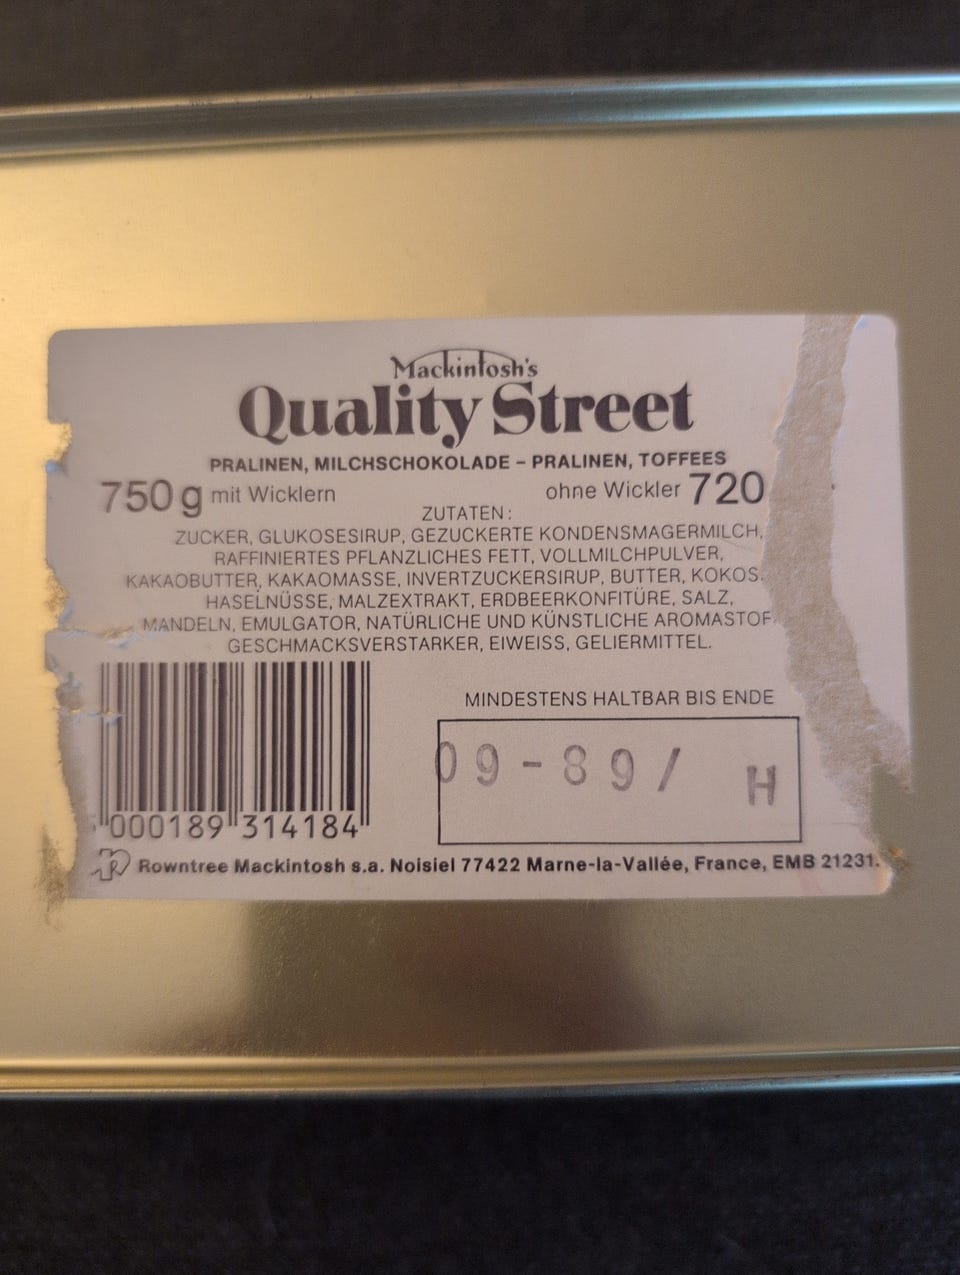 Mackintosh's
Quality Street
PRALINEN, MILCHSCHOKOLADE – PRALINEN, TOFFEES
750 g mit Wicklern ohne Wickler 720
ZUTATEN:
ZUCKER, GLUKOSESIRUP, GEZUCKERTE KONDENSMAGERMILCH,
RAFFINIERTES PFLANZLICHES FETT, VOLLMILCHPULVER,
KAKAOBUTTER, KAKAOMASSE, INVERTZUCKERSIRUP, BUTTER, KOKOS
HASELNÜSSE, MALZEXTRAKT, ERDBEERKONFITÜRE, SALZ,
MANDELN, EMULGATOR, NATÜRLICHE UND KÜNSTLICHE AROMASTOF
GESCHMACKSVERSTARKER, EIWEISS, GELIERMITTEL.
MINDESTENS HALTBAR BIS ENDE
09-89/ H
000189 314184
Rowntree Mackintosh s.a. Noisiel 77422 Marne-la-Vallée, France, EMB 21231.